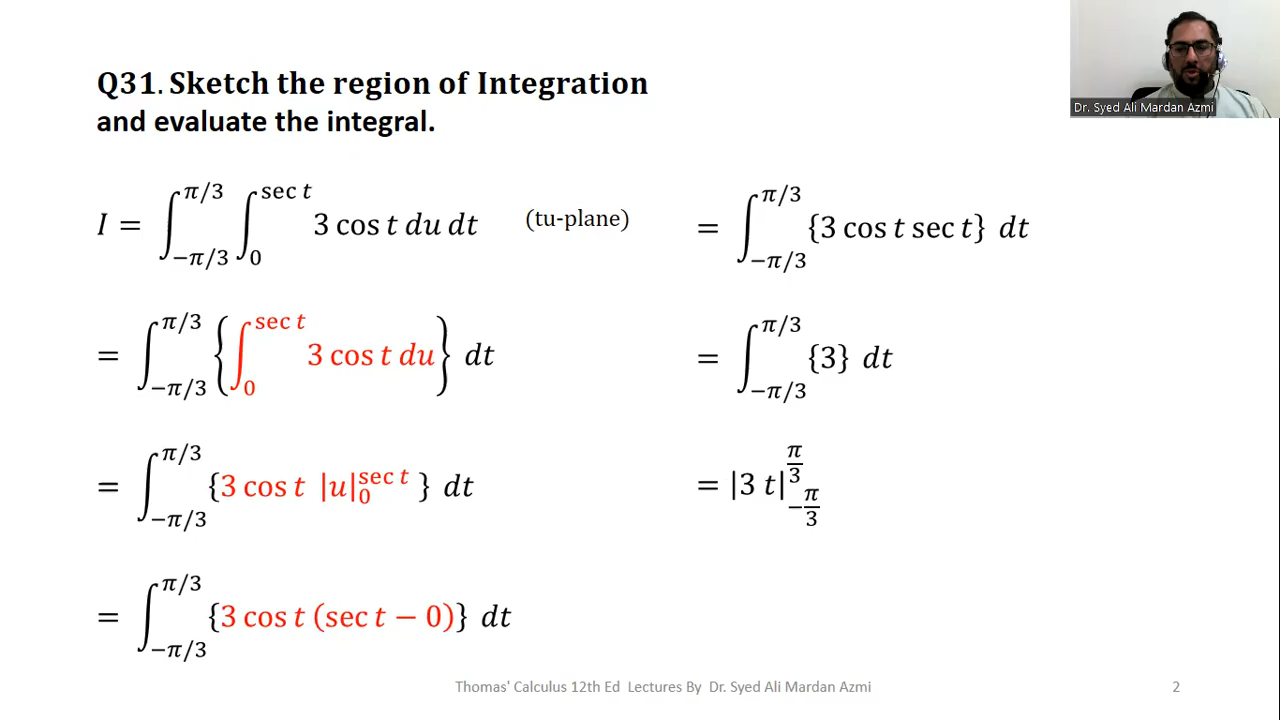 Q31. Sketch the region of Integration
and evaluate the integral.
I = ∫_{−π/3}^{π/3} ∫_{0}^{sec t} 3 cos t du dt (tu-plane)
= ∫_{−π/3}^{π/3} { ∫_{0}^{sec t} 3 cos t du } dt
= ∫_{−π/3}^{π/3} {3 cos t |u|_{0}^{sec t} } dt
= ∫_{−π/3}^{π/3} {3 cos t (sec t − 0)} dt
= ∫_{−π/3}^{π/3} {3 cos t sec t} dt
= ∫_{−π/3}^{π/3} {3} dt
= |3 t|_{−π/3}^{π/3}
Dr. Syed Ali Mardan Azmi
Thomas' Calculus 12th Ed Lectures By Dr. Syed Ali Mardan Azmi
2